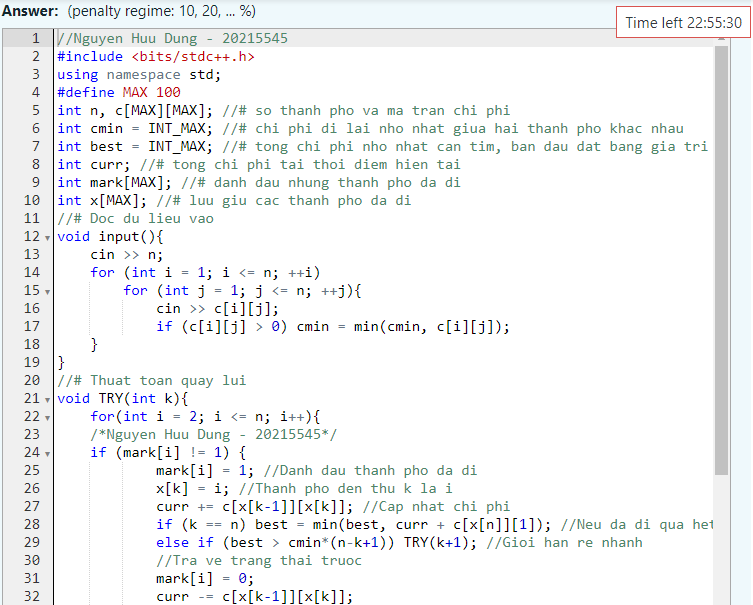 Answer: (penalty regime: 10, 20, ... %)
Time left 22:55:30
1 //Nguyen Huu Dung - 20215545
2 #include <bits/stdc++.h>
3 using namespace std;
4 #define MAX 100
5 int n, c[MAX][MAX]; //# so thanh pho va ma tran chi phi
6 int cmin = INT_MAX; //# chi phi di lai nho nhat giua hai thanh pho khac nhau
7 int best = INT_MAX; //# tong chi phi nho nhat can tim, ban dau dat bang gia tri
8 int curr; //# tong chi phi tai thoi diem hien tai
9 int mark[MAX]; //# danh dau nhung thanh pho da di
10 int x[MAX]; //# luu giu cac thanh pho da di
11 //# Doc du lieu vao
12 void input(){
13 cin >> n;
14 for (int i = 1; i <= n; ++i)
15 for (int j = 1; j <= n; ++j){
16 cin >> c[i][j];
17 if (c[i][j] > 0) cmin = min(cmin, c[i][j]);
18 }
19 }
20 //# Thuat toan quay lui
21 void TRY(int k){
22 for(int i = 2; i <= n; i++){
23 /*Nguyen Huu Dung - 20215545*/
24 if (mark[i] != 1) {
25 mark[i] = 1; //Danh dau thanh pho da di
26 x[k] = i; //Thanh pho den thu k la i
27 curr += c[x[k-1]][x[k]]; //Cap nhat chi phi
28 if (k == n) best = min(best, curr + c[x[n]][1]); //Neu da di qua het
29 else if (best > cmin*(n-k+1)) TRY(k+1); //Gioi han re nhanh
30 //Tra ve trang thai truoc
31 mark[i] = 0;
32 curr -= c[x[k-1]][x[k]];